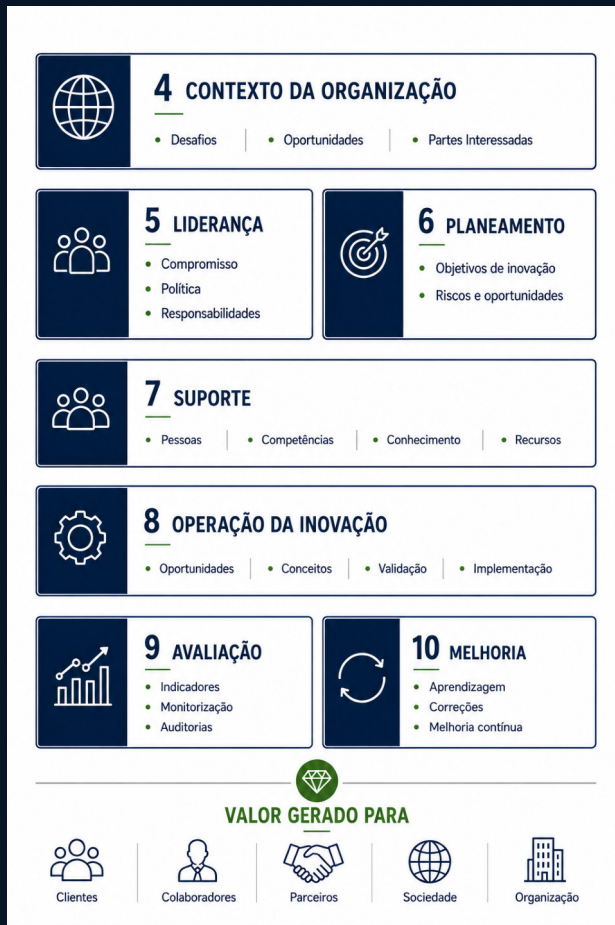 4 CONTEXTO DA ORGANIZAÇÃO
• Desafios
• Oportunidades
• Partes Interessadas
5 LIDERANÇA
• Compromisso
• Política
• Responsabilidades
6 PLANEAMENTO
• Objetivos de inovação
• Riscos e oportunidades
7 SUPORTE
• Pessoas
• Competências
• Conhecimento
• Recursos
8 OPERAÇÃO DA INOVAÇÃO
• Oportunidades
• Conceitos
• Validação
• Implementação
9 AVALIAÇÃO
• Indicadores
• Monitorização
• Auditorias
10 MELHORIA
• Aprendizagem
• Correções
• Melhoria contínua
VALOR GERADO PARA
Clientes
Colaboradores
Parceiros
Sociedade
Organização